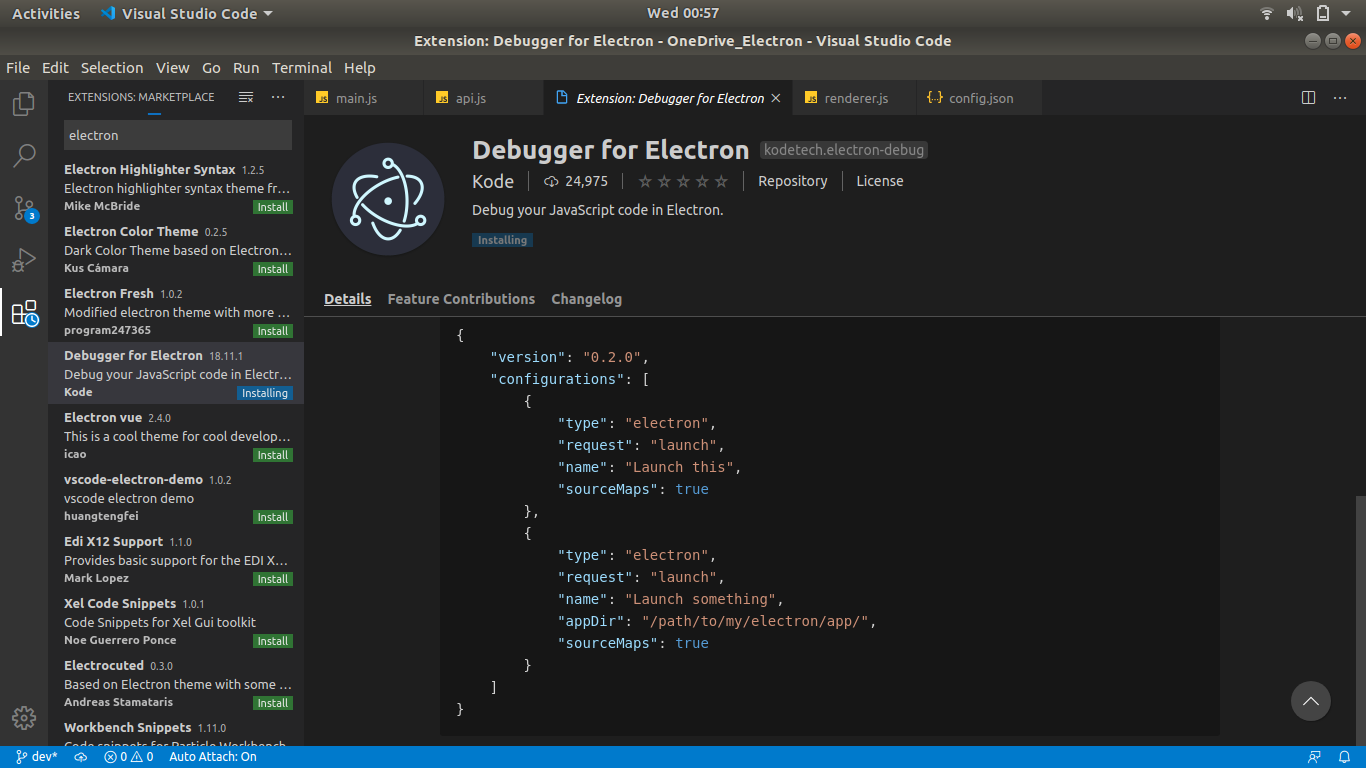 Activities Visual Studio Code Wed 00:57
Extension: Debugger for Electron - OneDrive_Electron - Visual Studio Code
File Edit Selection View Go Run Terminal Help
EXTENSIONS: MARKETPLACE
electron
Electron Highlighter Syntax 1.2.5
Electron highlighter syntax theme fr...
Mike McBride Install
Electron Color Theme 0.2.5
Dark Color Theme based on Electron...
Kus Cámara Install
Electron Fresh 1.0.2
Modified electron theme with more ...
program247365 Install
Debugger for Electron 18.11.1
Debug your JavaScript code in Electr...
Kode Installing
Electron vue 2.4.0
This is a cool theme for cool develop...
icao Install
vscode-electron-demo 1.0.2
vscode electron demo
huangtengfei Install
Edi X12 Support 1.1.0
Provides basic support for the EDI X...
Mark Lopez Install
Xel Code Snippets 1.0.1
Code Snippets for Xel Gui toolkit
Noe Guerrero Ponce Install
Electrocuted 0.3.0
Based on Electron theme with some ...
Andreas Stamataris Install
Workbench Snippets 1.11.0
Code snippets for Particle Workbench
3
JS main.js JS api.js Extension: Debugger for Electron JS renderer.js {} config.json
Debugger for Electron kodetech.electron-debug
Kode 24,975 Repository License
Debug your JavaScript code in Electron.
Installing
Details Feature Contributions Changelog
{
"version": "0.2.0",
"configurations": [
{
"type": "electron",
"request": "launch",
"name": "Launch this",
"sourceMaps": true
},
{
"type": "electron",
"request": "launch",
"name": "Launch something",
"appDir": "/path/to/my/electron/app/",
"sourceMaps": true
}
]
}
dev* 0 0 Auto Attach: On